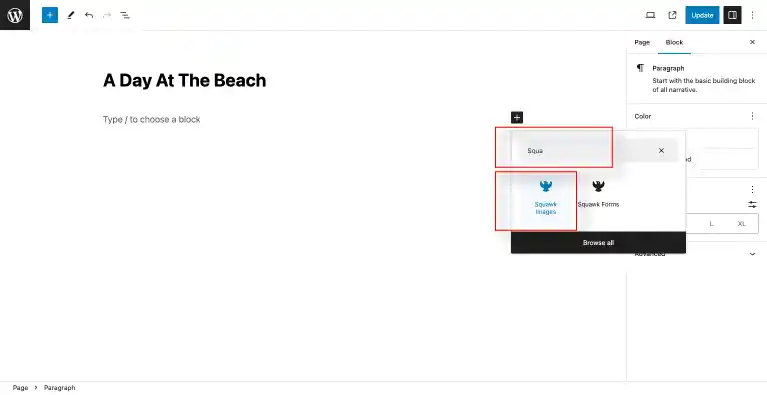 Update
Page
Block
Paragraph
Start with the basic building block
of all narrative.
Color
A Day At The Beach
Type / to choose a block
Squa
Squawk
Images
Squawk Forms
L
XL
Browse all
Advanced
Page
Paragraph